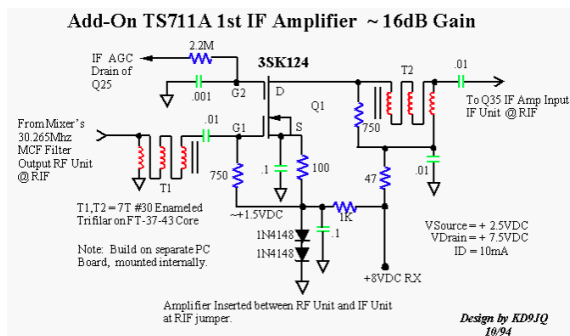 Add-On TS711A 1st IF Amplifier ~ 16dB Gain
2.2M
IF AGC
Drain of
Q25
3SK124
.001
G2
D
Q1
T2
.01
To Q35 IF Amp Input
IF Unit @ RIF
750
From Mixer's
30.265Mhz
MCF Filter
Output RF Unit
@ RIF
.01
G1
S
T1
750
.1
100
47
.01
~+1.5VDC
1K
T1,T2 = 7T #30 Enameled
Trifilar on FT-37-43 Core
1N4148
1N4148
.1
VSource = + 2.5VDC
VDrain = + 7.5VDC
ID = 10mA
Note: Build on separate PC
Board, mounted internally.
+8VDC RX
Amplifier Inserted between RF Unit and IF Unit
at RIF jumper.
Design by KD9JQ
10/94